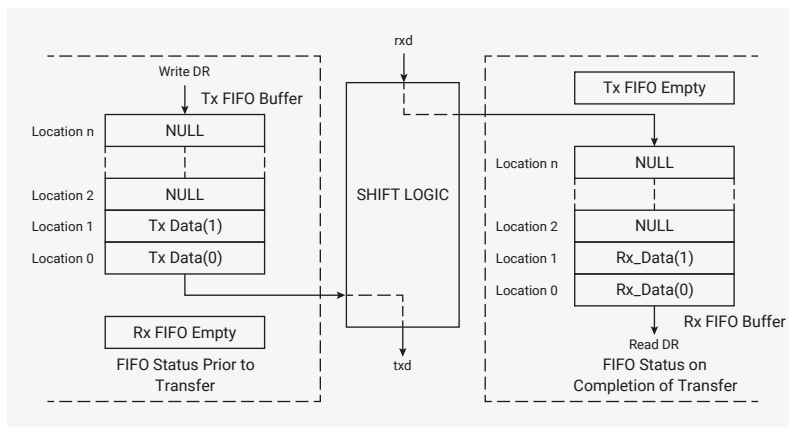 rxd
Write DR
Tx FIFO Buffer
Location n
NULL
Location 2
NULL
Location 1
Tx Data(1)
Location 0
Tx Data(0)
Rx FIFO Empty
FIFO Status Prior to
Transfer
SHIFT LOGIC
txd
Tx FIFO Empty
Location n
NULL
Location 2
NULL
Location 1
Rx_Data(1)
Location 0
Rx_Data(0)
Rx FIFO Buffer
Read DR
FIFO Status on
Completion of Transfer